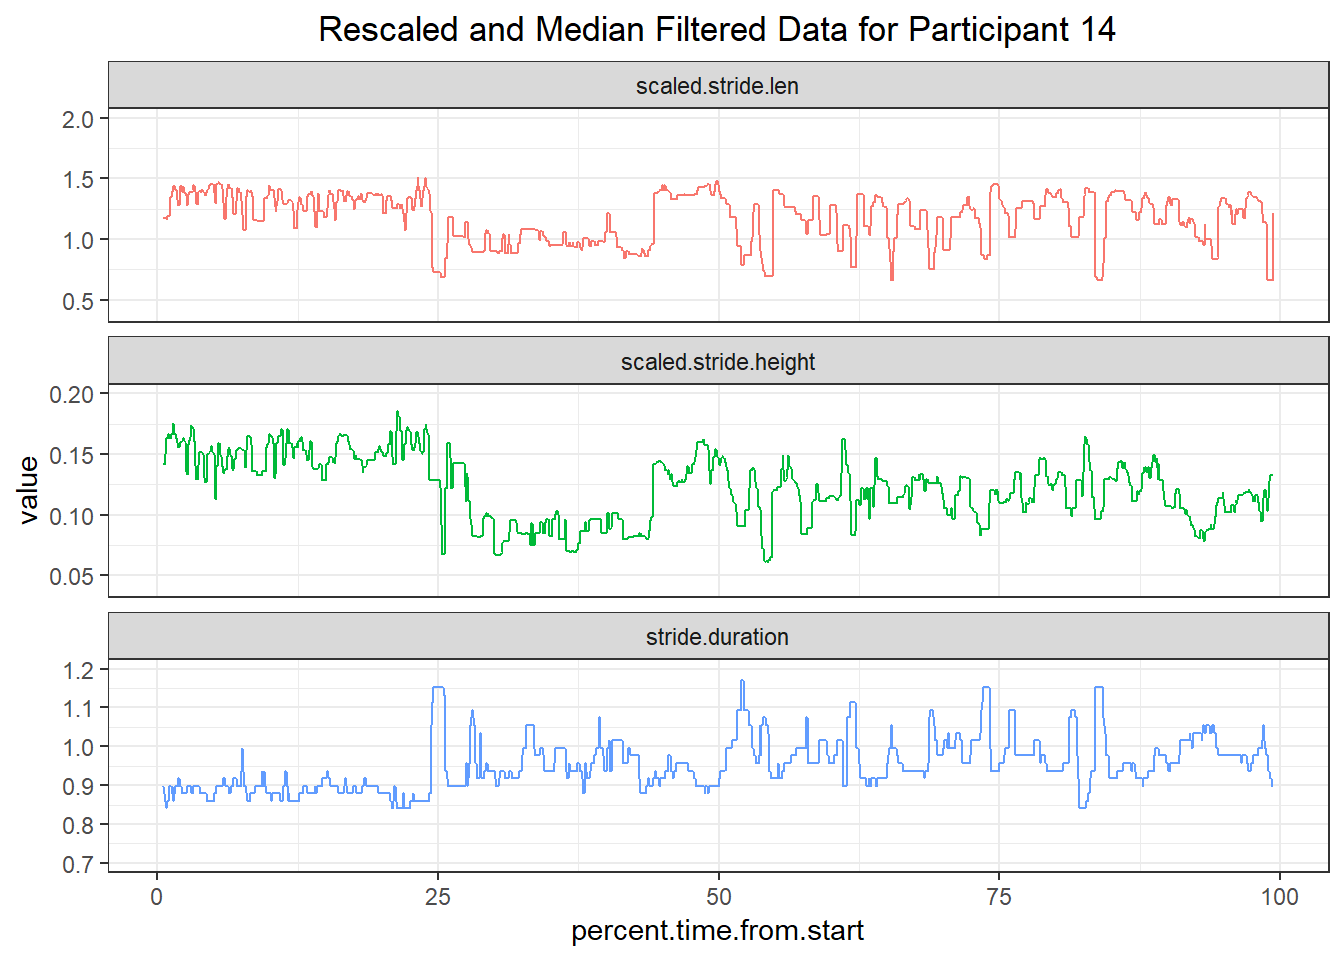 Rescaled and Median Filtered Data for Participant 14
scaled.stride.len
2.0
1.5
1.0
0.5
scaled.stride.height
0.20
0.15
0.10
0.05
value
stride.duration
1.2
1.1
1.0
0.9
0.8
0.7
0 25 50 75 100
percent.time.from.start